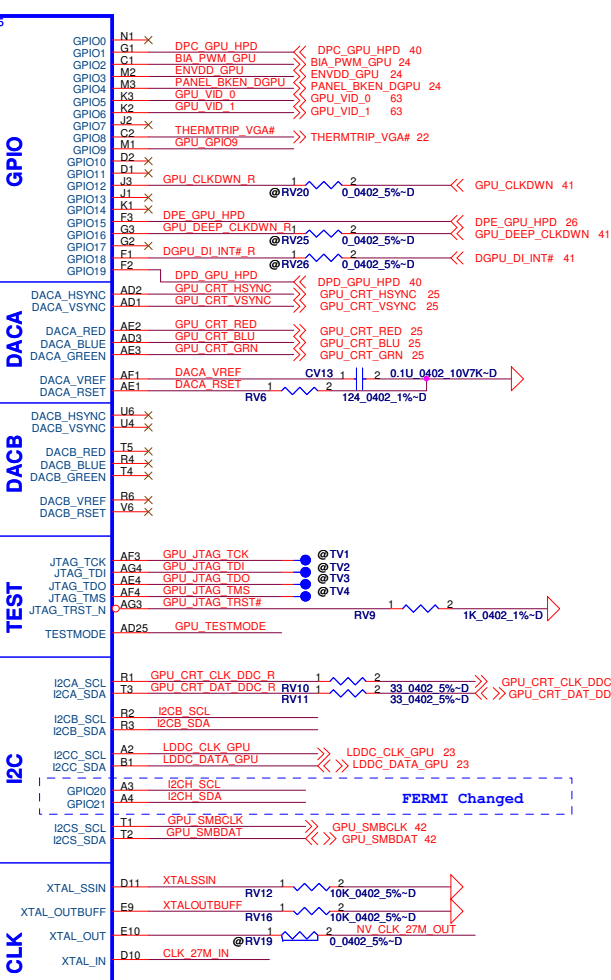 GPIO
GPIO0 N1
GPIO1 G1 DPC_GPU_HPD DPC_GPU_HPD 40
GPIO2 C1 BIA_PWM_GPU BIA_PWM_GPU 24
GPIO3 M2 ENVDD_GPU ENVDD_GPU 24
GPIO4 M3 PANEL_BKEN_DGPU PANEL_BKEN_DGPU 24
GPIO5 K3 GPU_VID_0 GPU_VID_0 63
GPIO6 K2 GPU_VID_1 GPU_VID_1 63
GPIO7 J2
GPIO8 C2 THERMTRIP_VGA# THERMTRIP_VGA# 22
GPIO9 M1 GPU_GPIO9
GPIO10 D2
GPIO11 D1
GPIO12 J3 GPU_CLKDWN_R 1 2 GPU_CLKDWN 41
@RV20 0_0402_5%~D
GPIO13 J1
GPIO14 K1
GPIO15 F3 DPE_GPU_HPD DPE_GPU_HPD 26
GPIO16 G3 GPU_DEEP_CLKDWN_R 1 2 GPU_DEEP_CLKDWN 41
@RV25 0_0402_5%~D
GPIO17 G2
GPIO18 F1 DGPU_DI_INT#_R 1 2 DGPU_DI_INT# 41
@RV26 0_0402_5%~D
GPIO19 F2 DPD_GPU_HPD DPD_GPU_HPD 40
DACA
DACA_HSYNC AD2 GPU_CRT_HSYNC GPU_CRT_HSYNC 25
DACA_VSYNC AD1 GPU_CRT_VSYNC GPU_CRT_VSYNC 25
DACA_RED AE2 GPU_CRT_RED GPU_CRT_RED 25
DACA_BLUE AD3 GPU_CRT_BLU GPU_CRT_BLU 25
DACA_GREEN AE3 GPU_CRT_GRN GPU_CRT_GRN 25
DACA_VREF AF1 DACA_VREF CV13 1 2 0.1U_0402_10V7K~D
DACA_RSET AE1 DACA_RSET 1 2
RV6 124_0402_1%~D
DACB
DACB_HSYNC U6
DACB_VSYNC U4
DACB_RED T5
DACB_BLUE R4
DACB_GREEN T4
DACB_VREF R6
DACB_RSET V6
TEST
JTAG_TCK AF3 GPU_JTAG_TCK @TV1
JTAG_TDI AG4 GPU_JTAG_TDI @TV2
JTAG_TDO AE4 GPU_JTAG_TDO @TV3
JTAG_TMS AF4 GPU_JTAG_TMS @TV4
JTAG_TRST_N AG3 GPU_JTAG_TRST# 1 2
RV9 1K_0402_1%~D
TESTMODE AD25 GPU_TESTMODE
I2C
I2CA_SCL R1 GPU_CRT_CLK_DDC_R 1 2 GPU_CRT_CLK_DDC
RV10 33_0402_5%~D
I2CA_SDA T3 GPU_CRT_DAT_DDC_R 1 2 GPU_CRT_DAT_DD
RV11 33_0402_5%~D
I2CB_SCL R2 I2CB_SCL
I2CB_SDA R3 I2CB_SDA
I2CC_SCL A2 LDDC_CLK_GPU LDDC_CLK_GPU 23
I2CC_SDA B1 LDDC_DATA_GPU LDDC_DATA_GPU 23
GPIO20 A3 I2CH_SCL
GPIO21 A4 I2CH_SDA
FERMI Changed
I2CS_SCL T1 GPU_SMBCLK GPU_SMBCLK 42
I2CS_SDA T2 GPU_SMBDAT GPU_SMBDAT 42
CLK
XTAL_SSIN D11 XTALSSIN 1 2
RV12 10K_0402_5%~D
XTAL_OUTBUFF E9 XTALOUTBUFF 1 2
RV16 10K_0402_5%~D
XTAL_OUT E10 1 2 NV_CLK_27M_OUT
@RV19 0_0402_5%~D
XTAL_IN D10 CLK_27M_IN